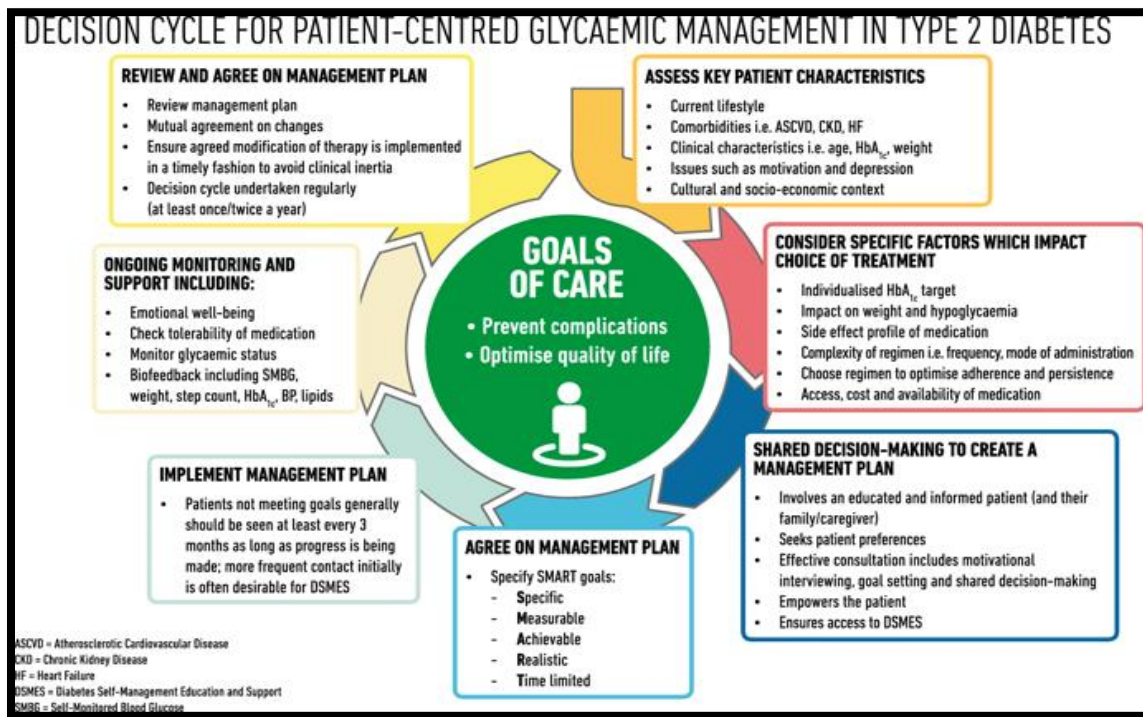 DECISION CYCLE FOR PATIENT-CENTRED GLYCAEMIC MANAGEMENT IN TYPE 2 DIABETES
REVIEW AND AGREE ON MANAGEMENT PLAN
• Review management plan
• Mutual agreement on changes
• Ensure agreed modification of therapy is implemented
in a timely fashion to avoid clinical inertia
• Decision cycle undertaken regularly
(at least once/twice a year)
ASSESS KEY PATIENT CHARACTERISTICS
• Current lifestyle
• Comorbidities i.e. ASCVD, CKD, HF
• Clinical characteristics i.e. age, HbA1c, weight
• Issues such as motivation and depression
• Cultural and socio-economic context
CONSIDER SPECIFIC FACTORS WHICH IMPACT
CHOICE OF TREATMENT
• Individualised HbA1c target
• Impact on weight and hypoglycaemia
• Side effect profile of medication
• Complexity of regimen i.e. frequency, mode of administration
• Choose regimen to optimise adherence and persistence
• Access, cost and availability of medication
SHARED DECISION-MAKING TO CREATE A
MANAGEMENT PLAN
• Involves an educated and informed patient (and their
family/caregiver)
• Seeks patient preferences
• Effective consultation includes motivational
interviewing, goal setting and shared decision-making
• Empowers the patient
• Ensures access to DSMES
AGREE ON MANAGEMENT PLAN
• Specify SMART goals:
- Specific
- Measurable
- Achievable
- Realistic
- Time limited
IMPLEMENT MANAGEMENT PLAN
• Patients not meeting goals generally
should be seen at least every 3
months as long as progress is being
made; more frequent contact initially
is often desirable for DSMES
ONGOING MONITORING AND
SUPPORT INCLUDING:
• Emotional well-being
• Check tolerability of medication
• Monitor glycaemic status
• Biofeedback including SMBG,
weight, step count, HbA1c, BP, lipids
GOALS
OF CARE
• Prevent complications
• Optimise quality of life
ASCVD = Atherosclerotic Cardiovascular Disease
CKD = Chronic Kidney Disease
HF = Heart Failure
DSMES = Diabetes Self-Management Education and Support
SMBG = Self-Monitored Blood Glucose